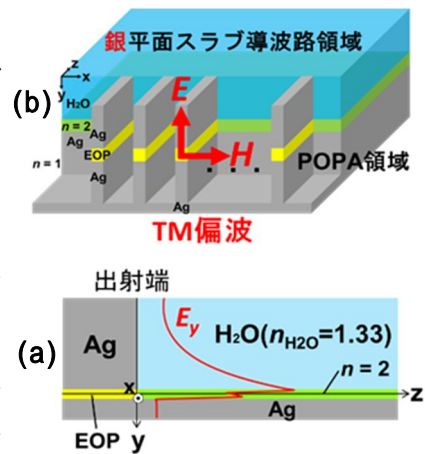 銀平面スラブ導波路領域
(b)
z
x
y
H₂O
n = 2
Ag
Ag
EOP
n = 1
Ag
E
H
. . .
POPA領域
Ag
TM偏波
出射端
(a)
Ag
Ey
H₂O(nH2O=1.33)
n = 2
x
z
Ag
EOP
y